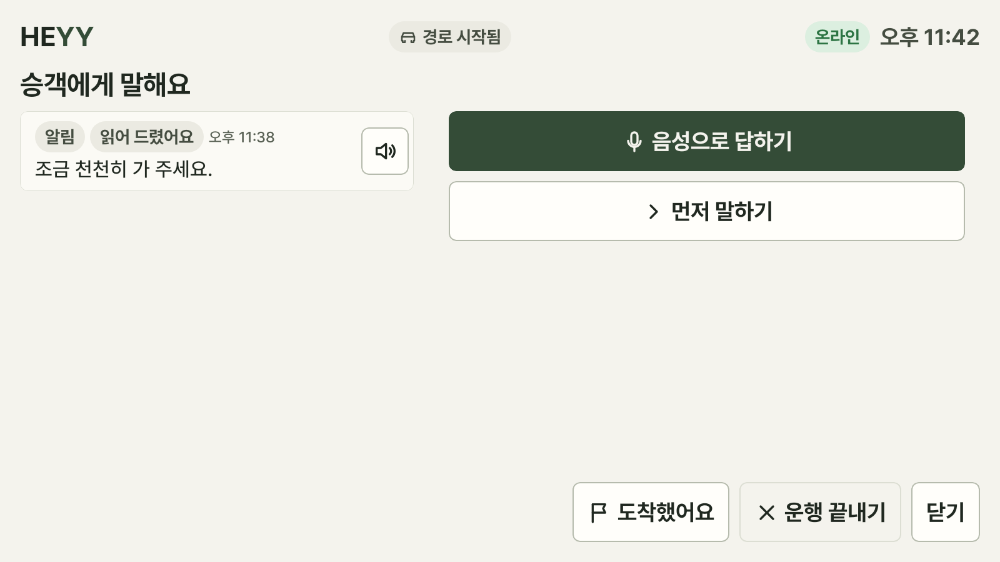 HEYY
경로 시작됨
온라인 오후 11:42
승객에게 말해요
알림 읽어 드렸어요 오후 11:38
조금 천천히 가 주세요.
음성으로 답하기
먼저 말하기
도착했어요
운행 끝내기
닫기